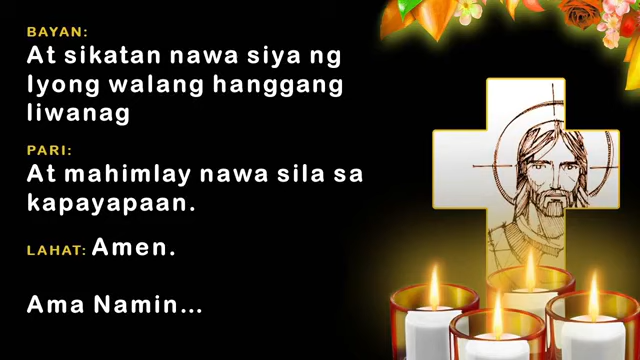 BAYAN:
At sikatan nawa siya ng
Iyong walang hanggang
liwanag
PARI:
At mahimlay nawa sila sa
kapayapaan.
LAHAT: Amen.
Ama Namin...